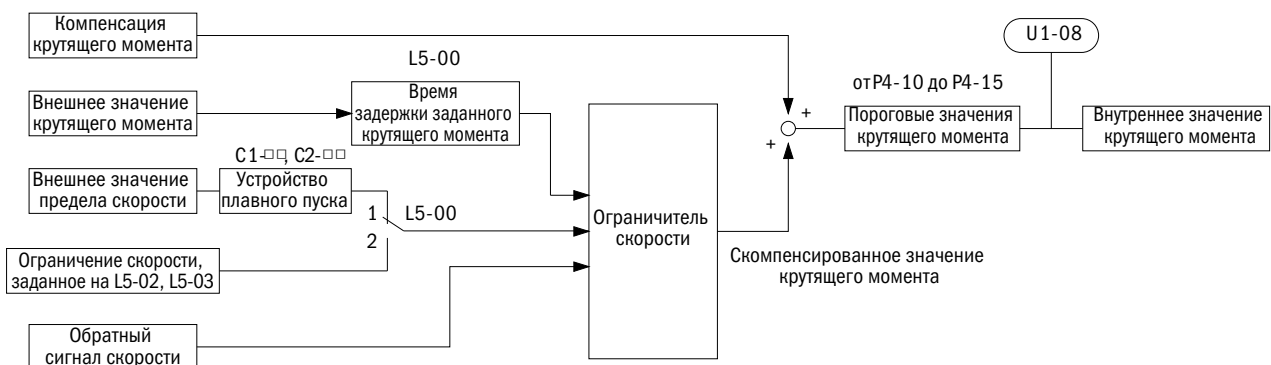 Компенсация
крутящего момента
U1-08
L5-00
Внешнее значение
крутящего момента
Время
задержки заданного
крутящего момента
от P4-10 до P4-15
+
Пороговые значения
крутящего момента
Внутреннее значение
крутящего момента
+
C1-□□, C2-□□
Внешнее значение
предела скорости
Устройство
плавного пуска
1
L5-00
2
Ограничитель
скорости
Ограничение скорости,
заданное на L5-02, L5-03
Скомпенсированное значение
крутящего момента
Обратный
сигнал скорости